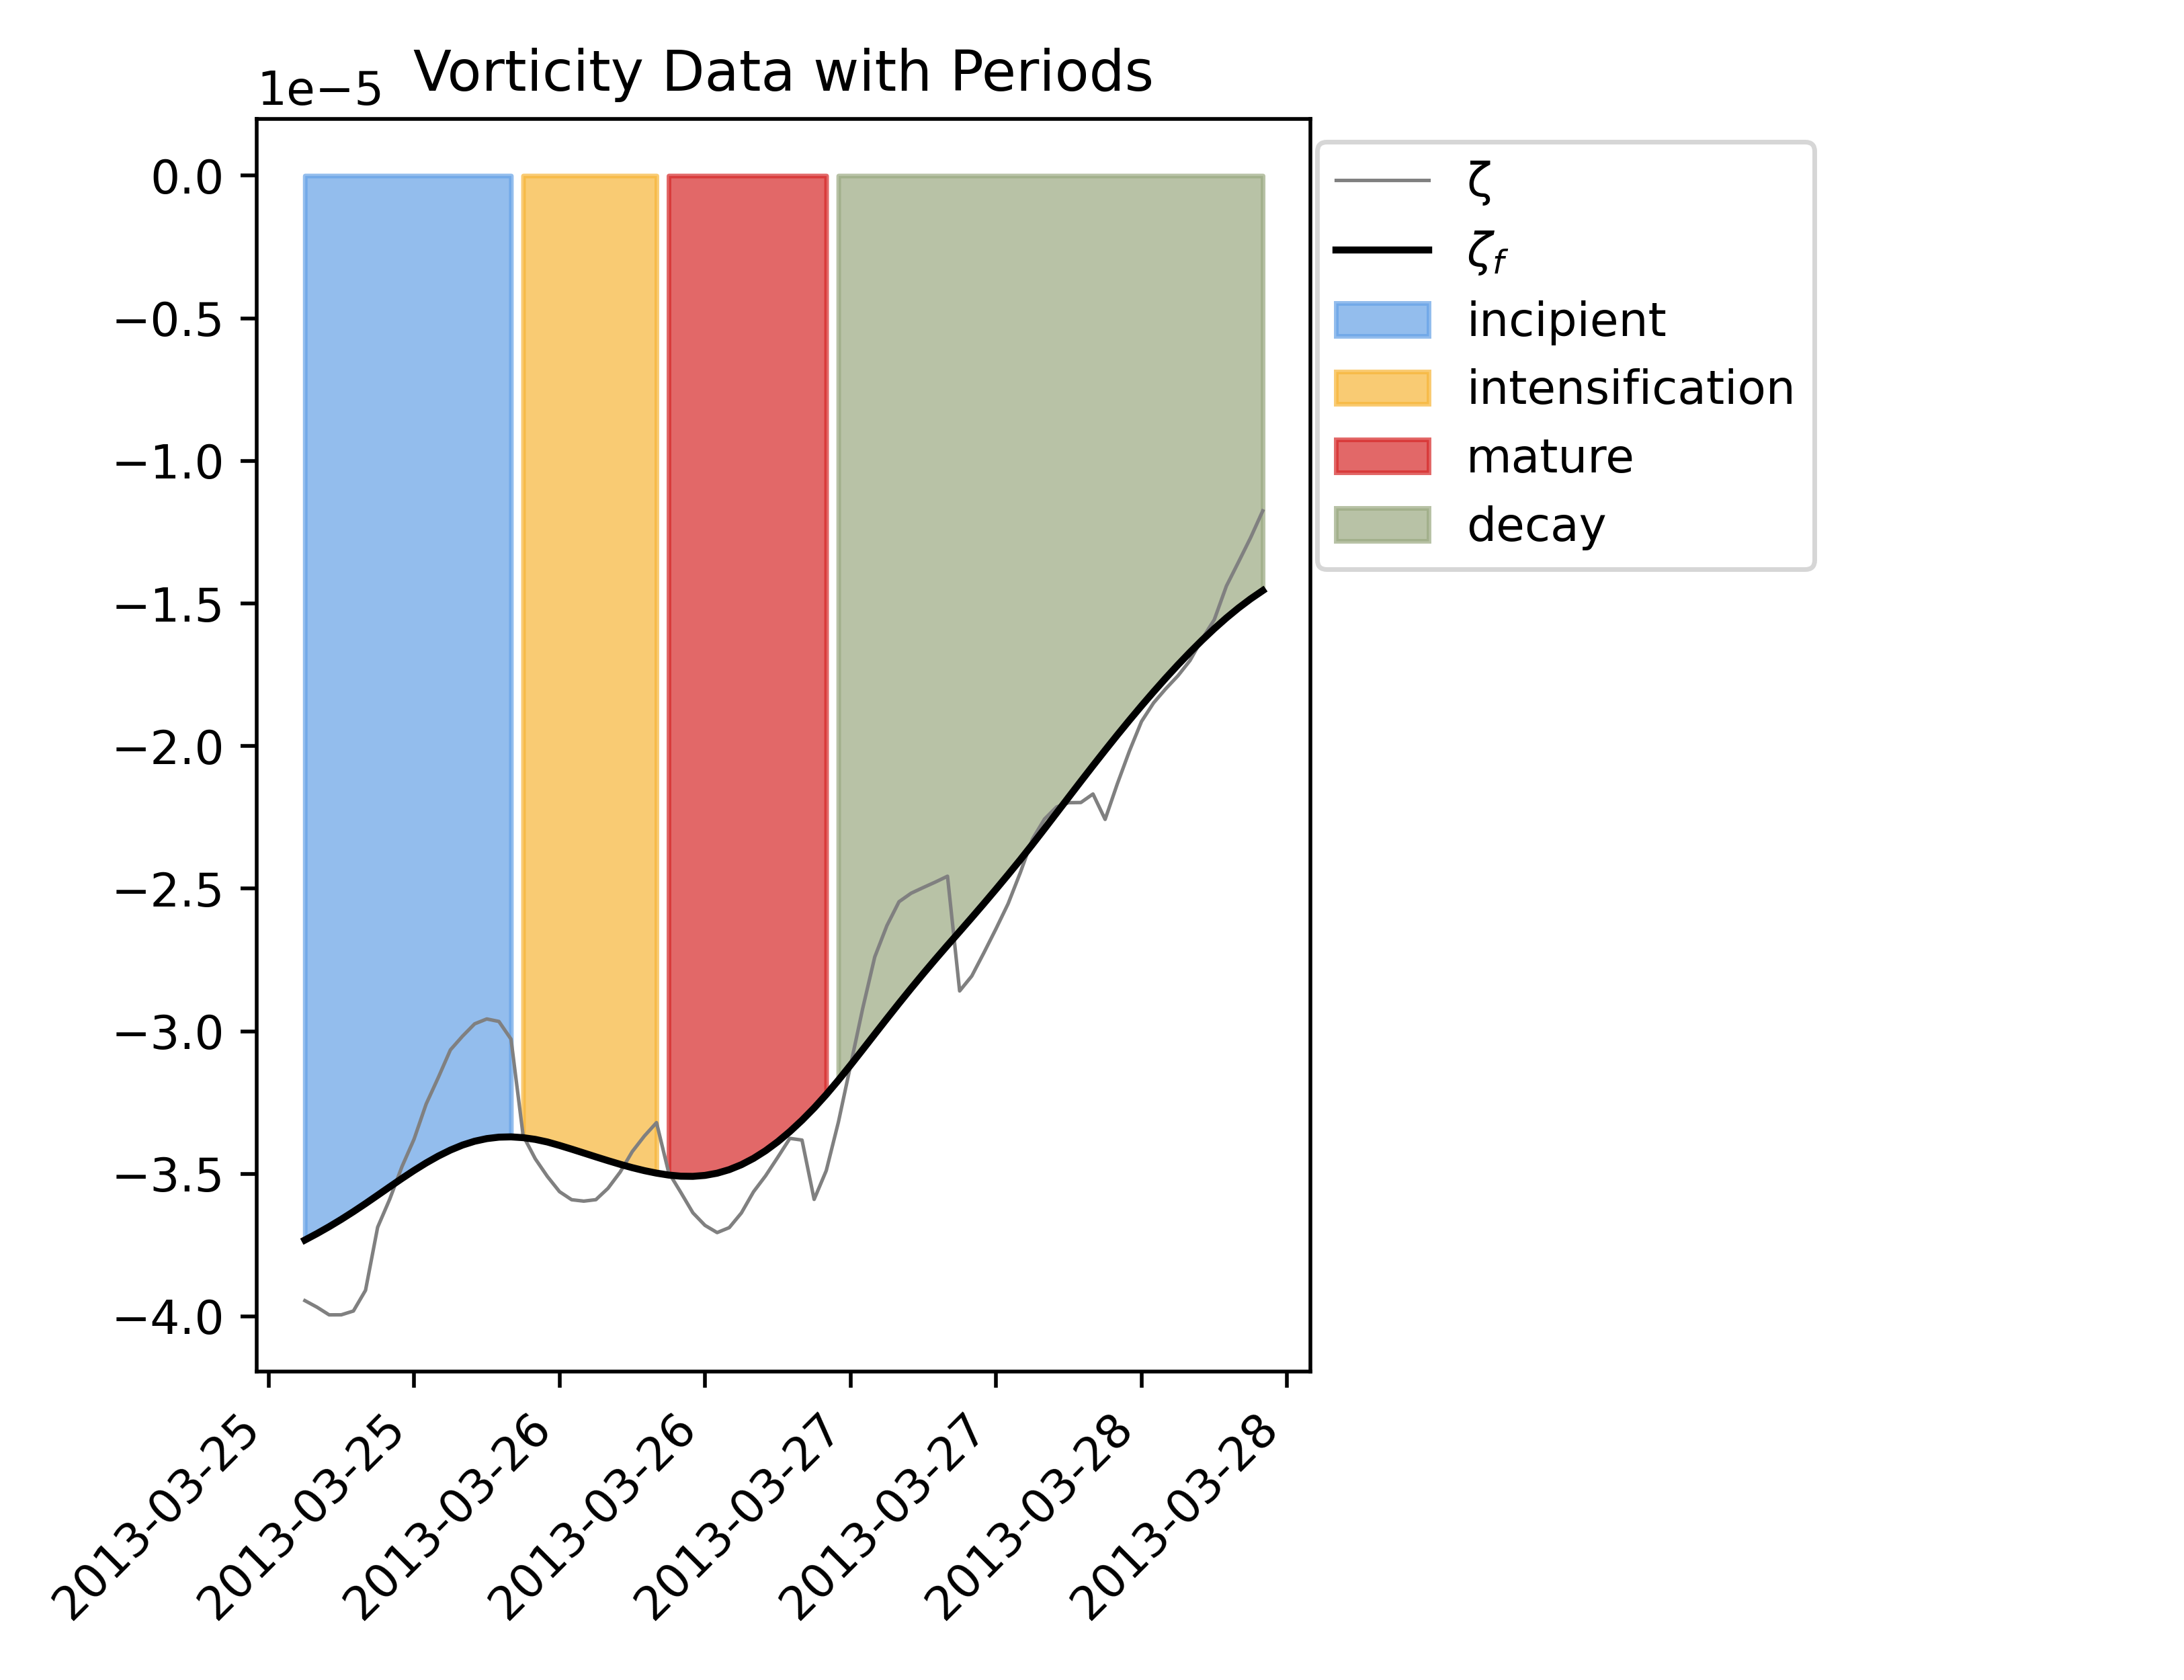 Vorticity Data with Periods
1e−5
0.0
−0.5
−1.0
−1.5
−2.0
−2.5
−3.0
−3.5
−4.0
2013-03-25
2013-03-25
2013-03-26
2013-03-26
2013-03-27
2013-03-27
2013-03-28
2013-03-28
ζ
ζf
incipient
intensification
mature
decay